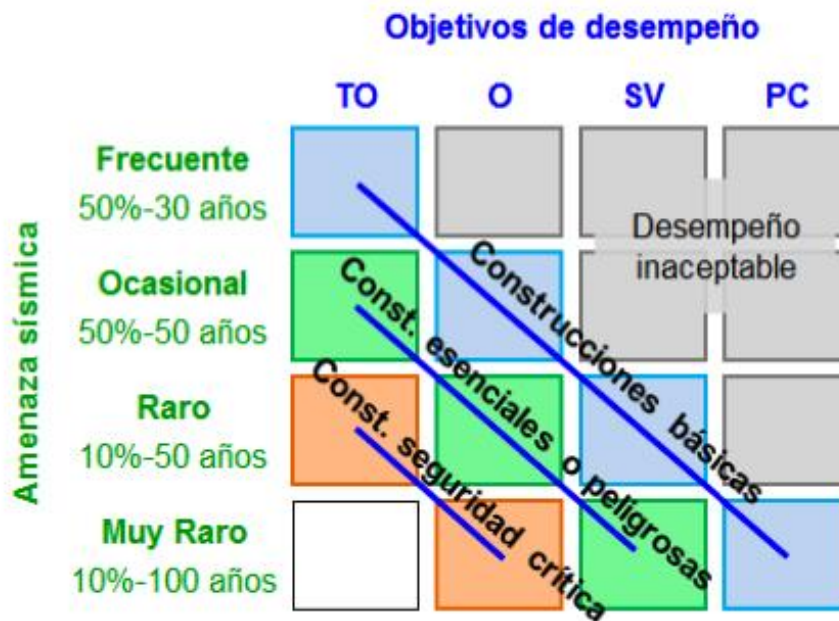 Objetivos de desempeño
TO O SV PC
Amenaza sísmica
Frecuente
50%-30 años
Ocasional
50%-50 años
Raro
10%-50 años
Muy Raro
10%-100 años
Desempeño
inaceptable
Construcciones básicas
Const. esenciales o peligrosas
Const. seguridad crítica